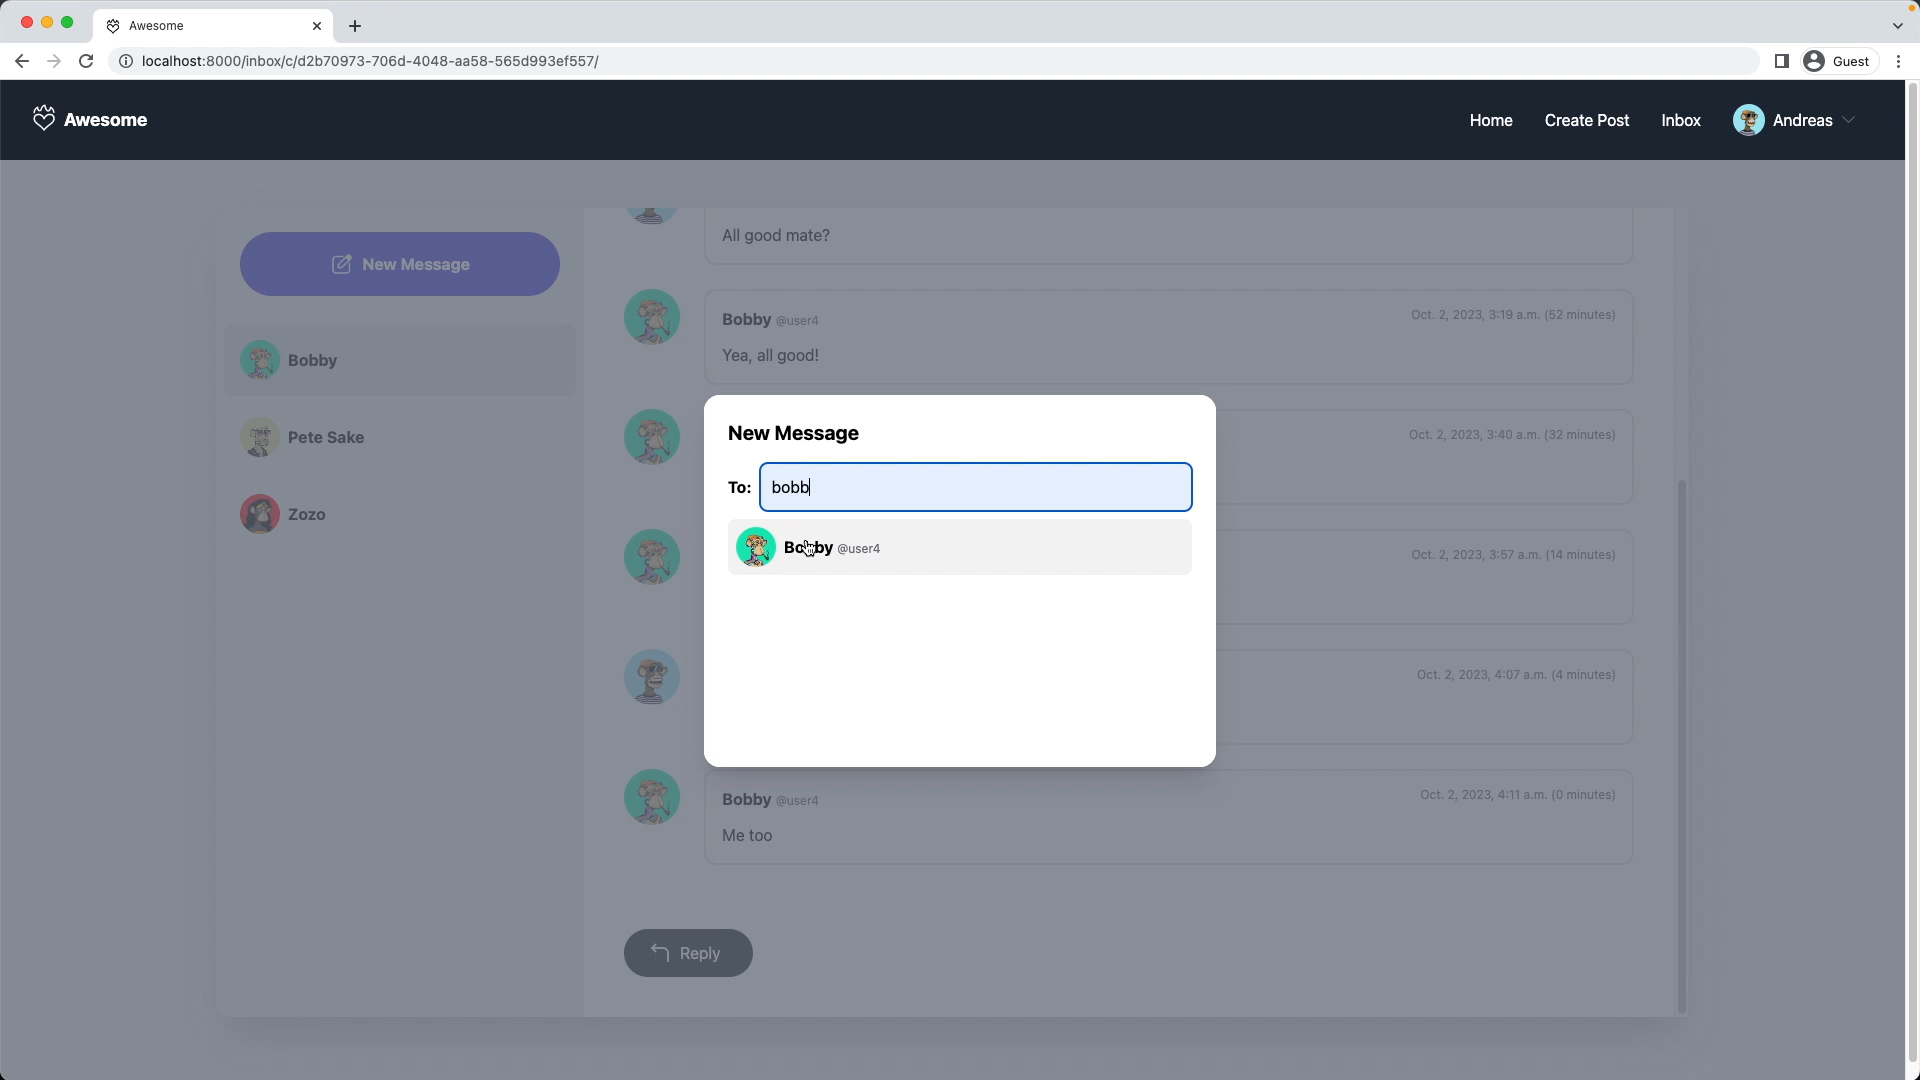 Awesome
localhost:8000/inbox/c/d2b70973-706d-4048-aa58-565d993ef557/
Guest
Awesome
Home
Create Post
Inbox
Andreas
New Message
Bobby
Pete Sake
Zozo
All good mate?
Bobby @user4
Oct. 2, 2023, 3:19 a.m. (52 minutes)
Yea, all good!
Oct. 2, 2023, 3:40 a.m. (32 minutes)
New Message
To: bobb
Bobby @user4
Oct. 2, 2023, 3:57 a.m. (14 minutes)
Oct. 2, 2023, 4:07 a.m. (4 minutes)
Bobby @user4
Oct. 2, 2023, 4:11 a.m. (0 minutes)
Me too
Reply